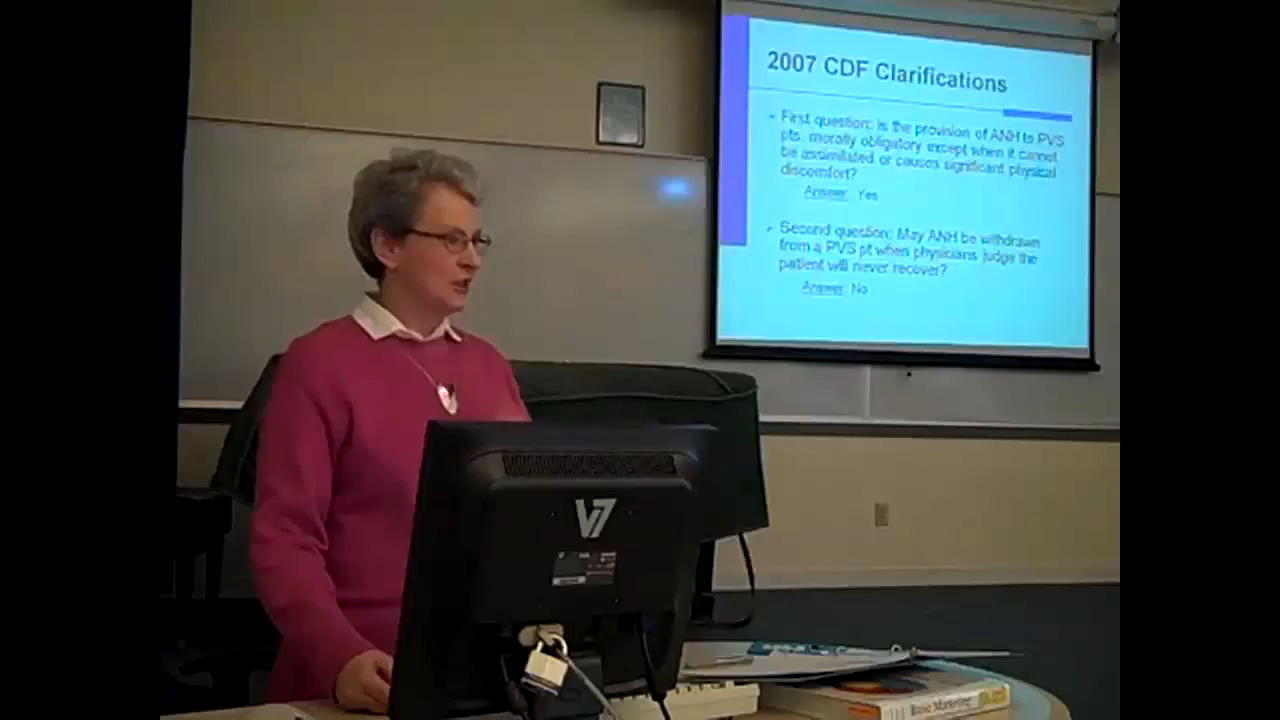 2007 CDF Clarifications
First question: is the provision of ANH to PVS
pts. morally obligatory except when it cannot
be assimilated or causes significant physical
discomfort?
Answer: Yes
Second question: May ANH be withdrawn
from a PVS pt when physicians judge the
patient will never recover?
Answer: No
V7
Basic Marketing